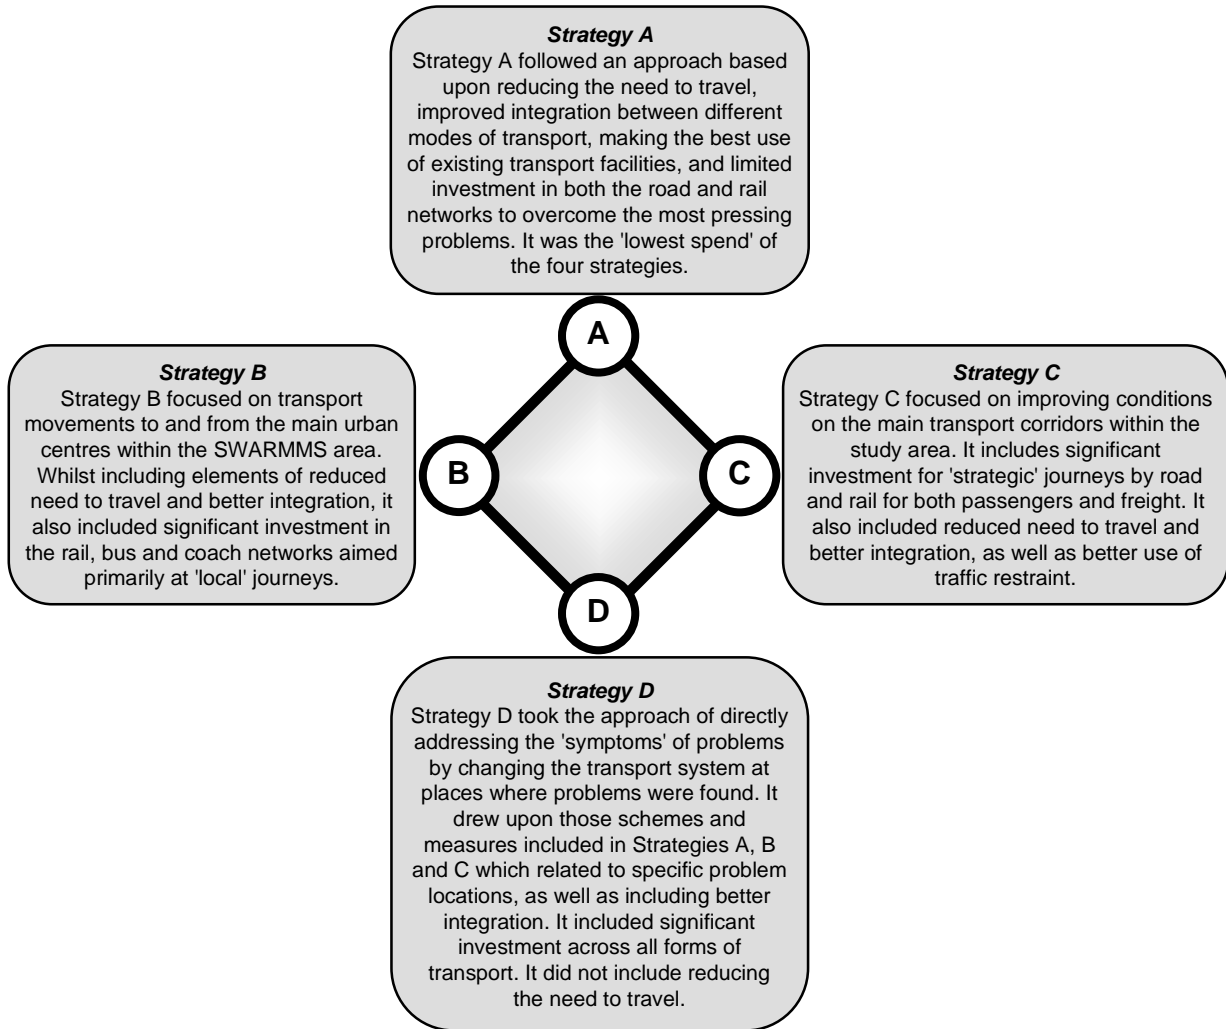 Strategy A
Strategy A followed an approach based
upon reducing the need to travel,
improved integration between different
modes of transport, making the best use
of existing transport facilities, and limited
investment in both the road and rail
networks to overcome the most pressing
problems. It was the 'lowest spend' of
the four strategies.
A
Strategy B
Strategy B focused on transport
movements to and from the main urban
centres within the SWARMMS area.
Whilst including elements of reduced
need to travel and better integration, it
also included significant investment in
the rail, bus and coach networks aimed
primarily at 'local' journeys.
B
C
Strategy C
Strategy C focused on improving conditions
on the main transport corridors within the
study area. It includes significant
investment for 'strategic' journeys by road
and rail for both passengers and freight. It
also included reduced need to travel and
better integration, as well as better use of
traffic restraint.
D
Strategy D
Strategy D took the approach of directly
addressing the 'symptoms' of problems
by changing the transport system at
places where problems were found. It
drew upon those schemes and
measures included in Strategies A, B
and C which related to specific problem
locations, as well as including better
integration. It included significant
investment across all forms of
transport. It did not include reducing
the need to travel.